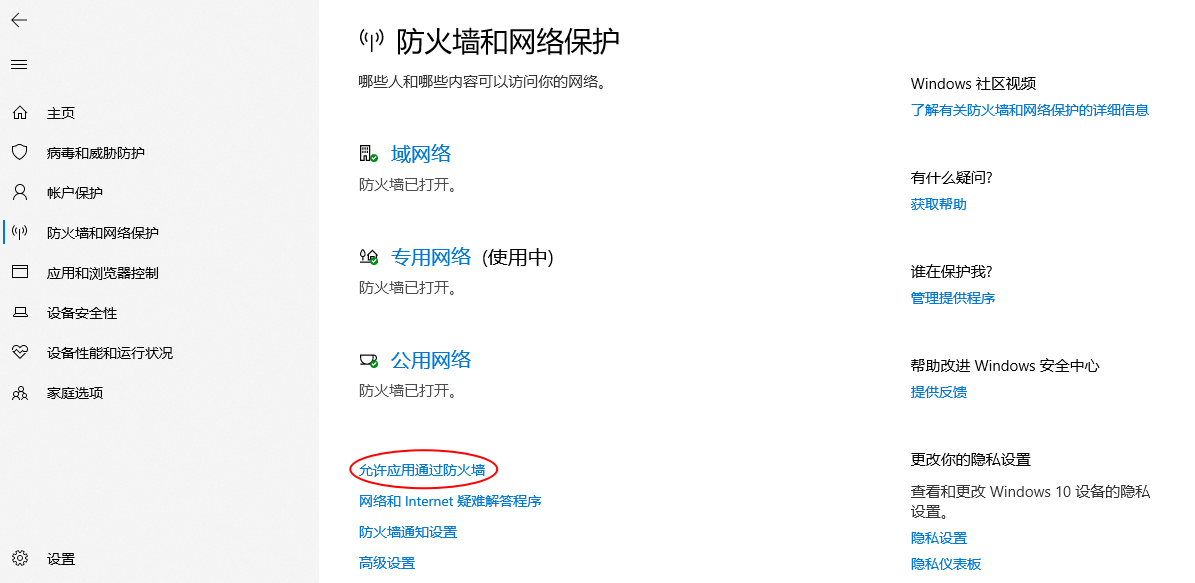 主页
病毒和威胁防护
帐户保护
防火墙和网络保护
应用和浏览器控制
设备安全性
设备性能和运行状况
家庭选项
设置
防火墙和网络保护
哪些人和哪些内容可以访问你的网络。
域网络
防火墙已打开。
专用网络 (使用中)
防火墙已打开。
公用网络
防火墙已打开。
允许应用通过防火墙
网络和 Internet 疑难解答程序
防火墙通知设置
高级设置
Windows 社区视频
了解有关防火墙和网络保护的详细信息
有什么疑问?
获取帮助
谁在保护我?
管理提供程序
帮助改进 Windows 安全中心
提供反馈
更改你的隐私设置
查看和更改 Windows 10 设备的隐私
设置。
隐私设置
隐私仪表板